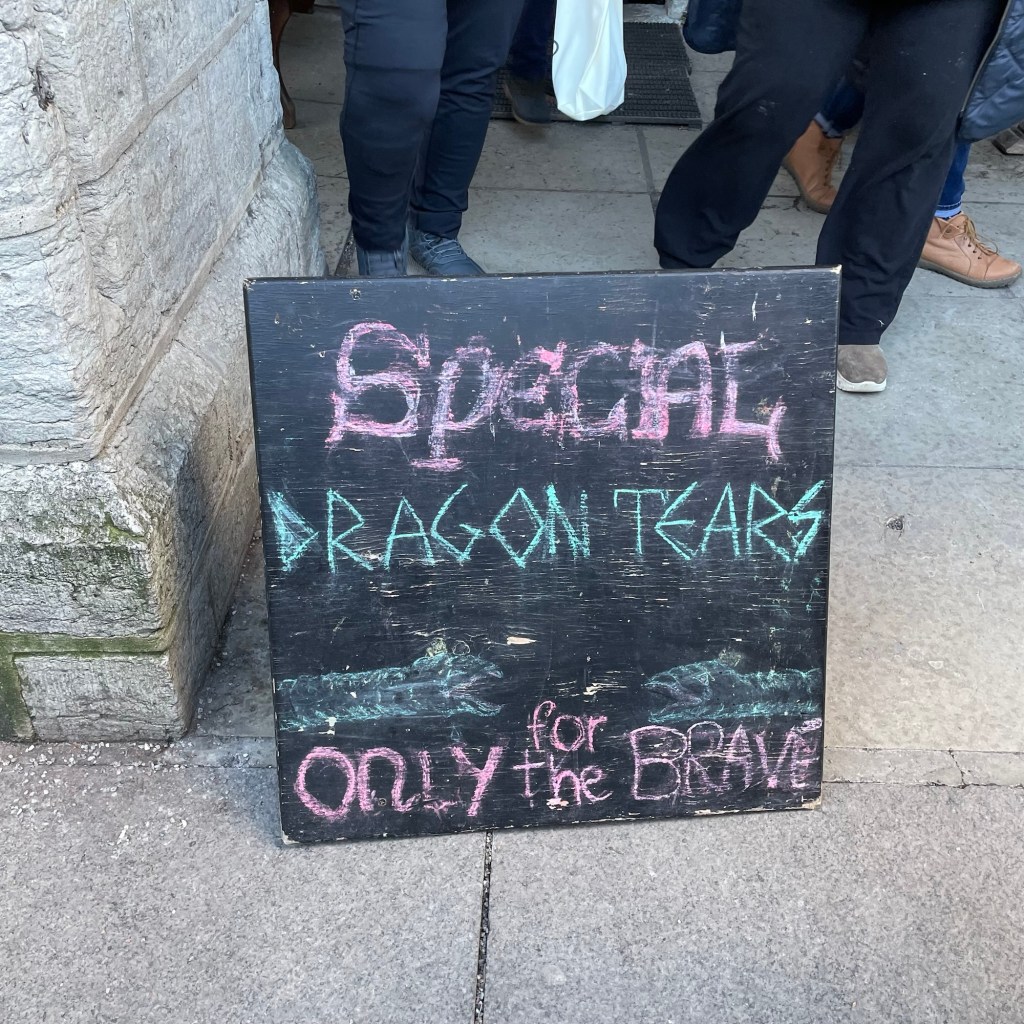 SpecIAL
DRAGON TEARS
for
ONLY the BRAVE